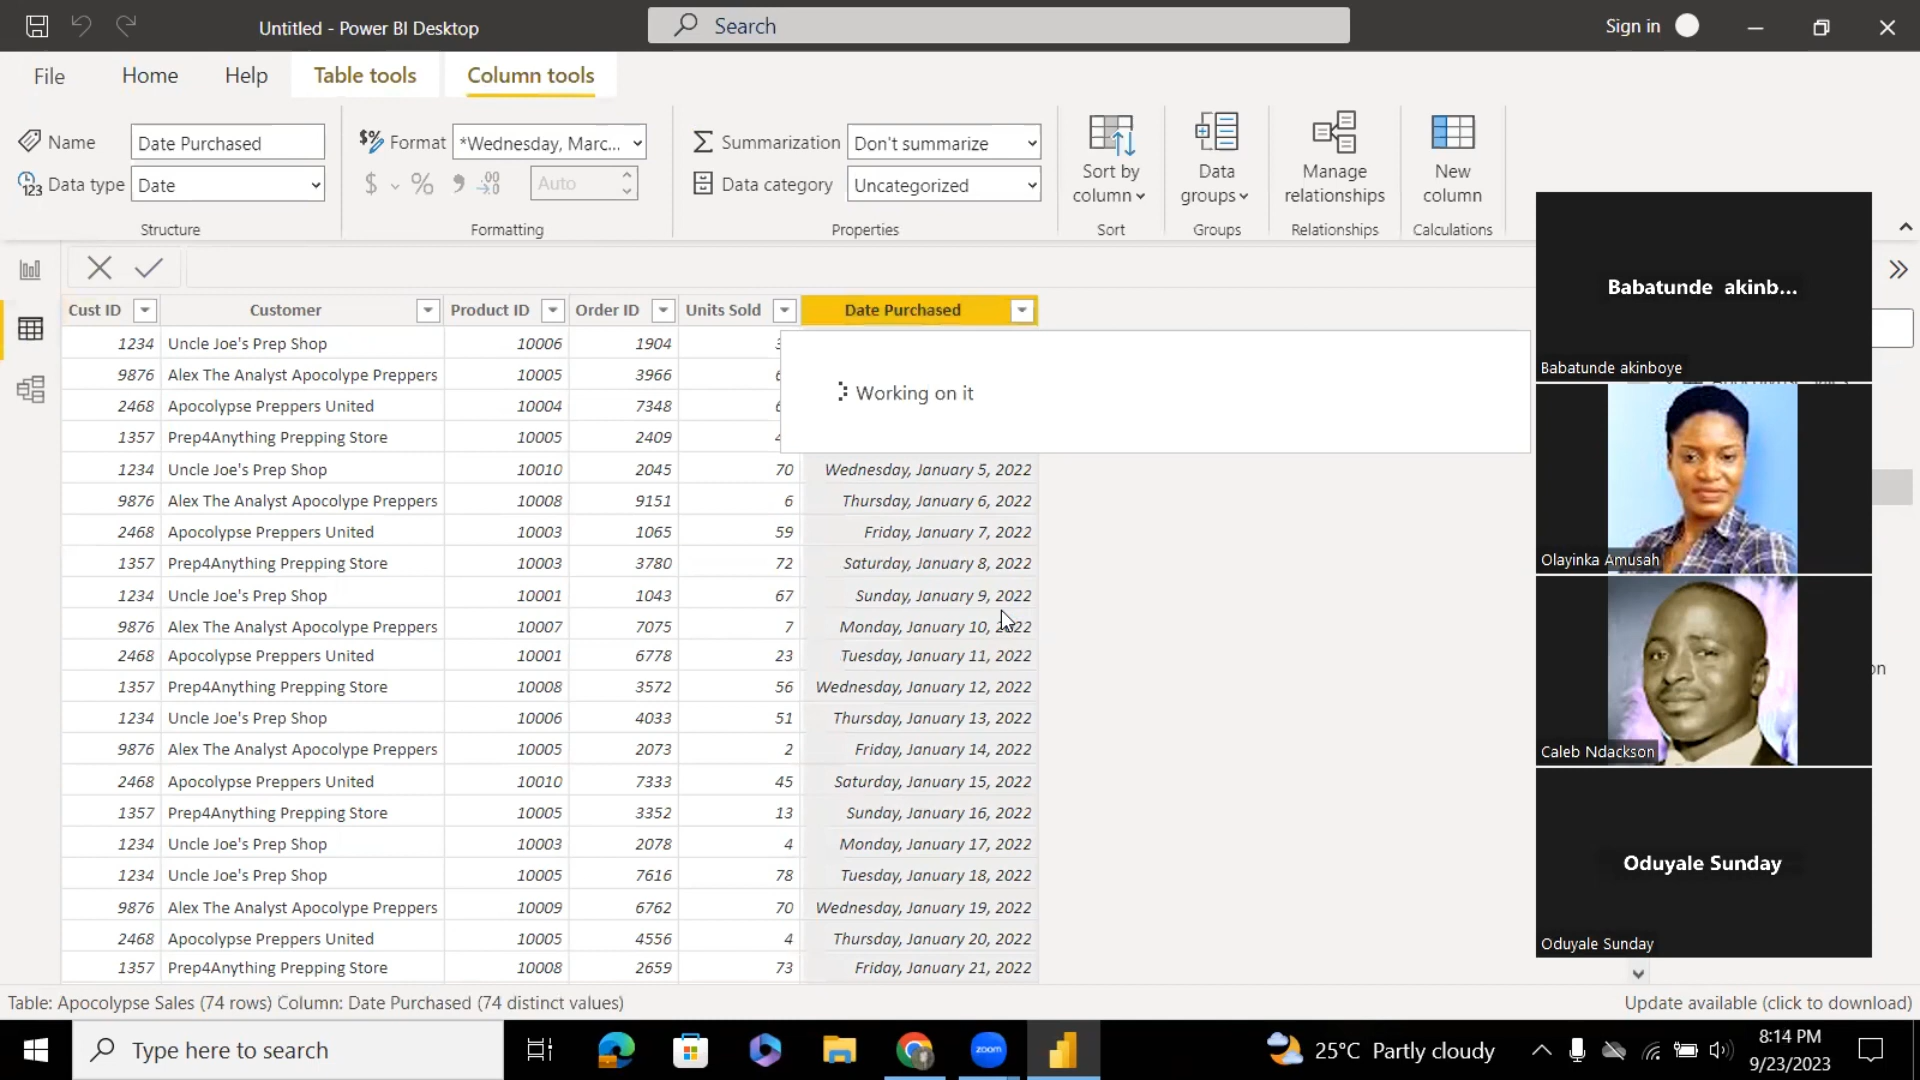 Untitled - Power BI Desktop
Search
Sign in
File
Home
Help
Table tools
Column tools
Name
Date Purchased
Format
*Wednesday, Marc...
Summarization
Don't summarize
Data type
Date
$
%
Auto
Data category
Uncategorized
Sort by column
Data groups
Manage relationships
New column
Structure
Formatting
Properties
Sort
Groups
Relationships
Calculations
Cust ID Customer Product ID Order ID Units Sold Date Purchased
1234 Uncle Joe's Prep Shop 10006 1904
9876 Alex The Analyst Apocolype Preppers 10005 3966
2468 Apocolypse Preppers United 10004 7348
1357 Prep4Anything Prepping Store 10005 2409
Working on it
1234 Uncle Joe's Prep Shop 10010 2045 70 Wednesday, January 5, 2022
9876 Alex The Analyst Apocolype Preppers 10008 9151 6 Thursday, January 6, 2022
2468 Apocolypse Preppers United 10003 1065 59 Friday, January 7, 2022
1357 Prep4Anything Prepping Store 10003 3780 72 Saturday, January 8, 2022
1234 Uncle Joe's Prep Shop 10001 1043 67 Sunday, January 9, 2022
9876 Alex The Analyst Apocolype Preppers 10007 7075 7 Monday, January 10, 2022
2468 Apocolypse Preppers United 10001 6778 23 Tuesday, January 11, 2022
1357 Prep4Anything Prepping Store 10008 3572 56 Wednesday, January 12, 2022
1234 Uncle Joe's Prep Shop 10006 4033 51 Thursday, January 13, 2022
9876 Alex The Analyst Apocolype Preppers 10005 2073 2 Friday, January 14, 2022
2468 Apocolypse Preppers United 10010 7333 45 Saturday, January 15, 2022
1357 Prep4Anything Prepping Store 10005 3352 13 Sunday, January 16, 2022
1234 Uncle Joe's Prep Shop 10003 2078 4 Monday, January 17, 2022
1234 Uncle Joe's Prep Shop 10005 7616 78 Tuesday, January 18, 2022
9876 Alex The Analyst Apocolype Preppers 10009 6762 70 Wednesday, January 19, 2022
2468 Apocolypse Preppers United 10005 4556 4 Thursday, January 20, 2022
1357 Prep4Anything Prepping Store 10008 2659 73 Friday, January 21, 2022
Babatunde akinb...
Babatunde akinboye
Olayinka Amusah
Caleb Ndackson
Oduyale Sunday
Oduyale Sunday
Table: Apocolypse Sales (74 rows) Column: Date Purchased (74 distinct values)
Update available (click to download)
Type here to search
zoom
25°C Partly cloudy
8:14 PM
9/23/2023